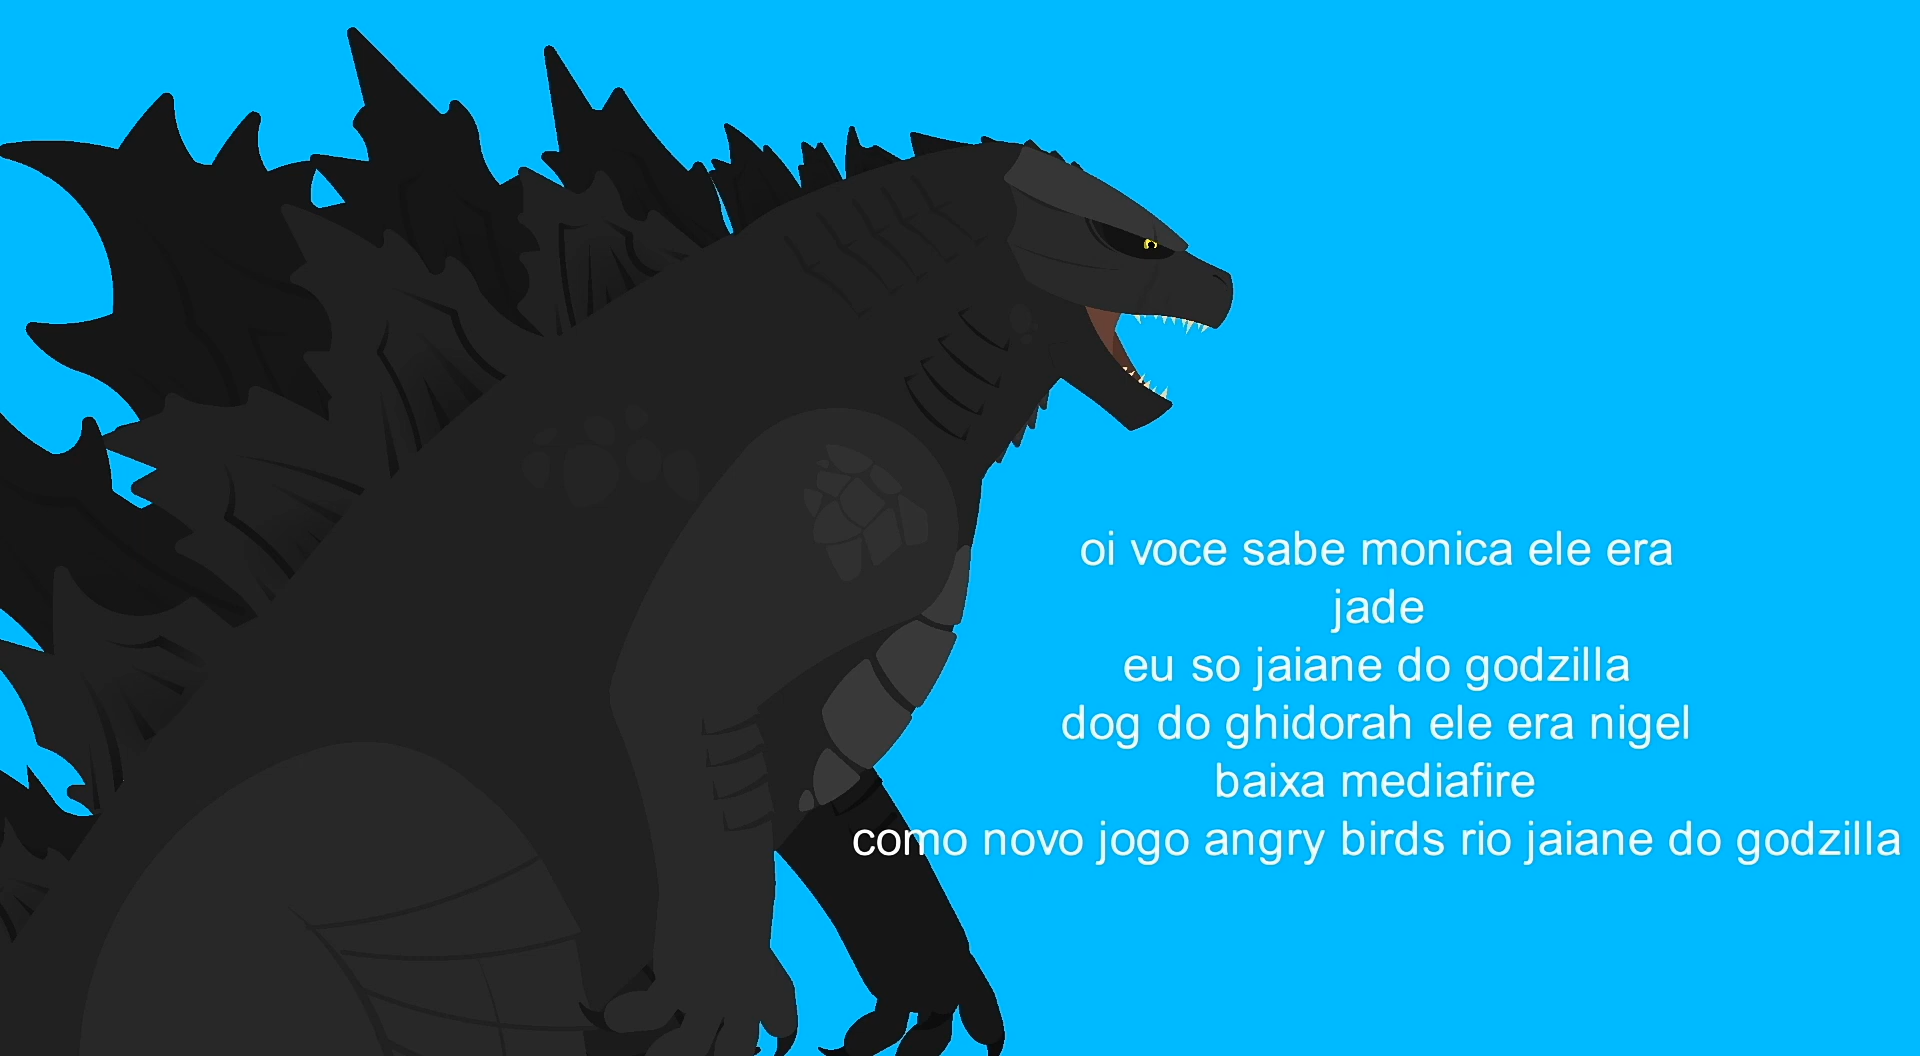 oi voce sabe monica ele era
jade
eu so jaiane do godzilla
dog do ghidorah ele era nigel
baixa mediafire
como novo jogo angry birds rio jaiane do godzilla